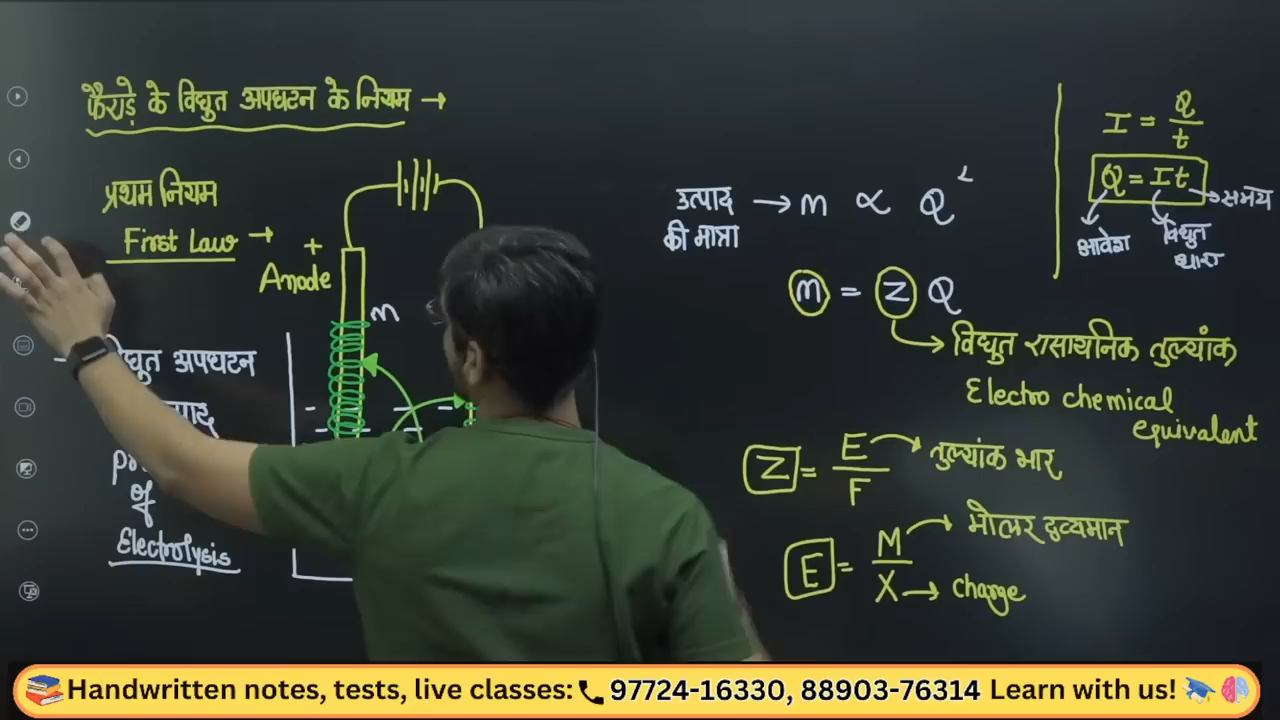 फैराडे के विद्युत अपघटन के नियम →
प्रथम नियम
First Law →
+
Anode
m
विद्युत अपघटन
of
Electrolysis
उत्पाद की मात्रा → m ∝ Q
m = Z Q
→ विद्युत रासायनिक तुल्यांक
Electro chemical
equivalent
Z = E/F → तुल्यांक भार
E = M/X
M → मोलर द्रव्यमान
X → charge
I = Q/t
Q = It → समय
आवेश
विद्युत
धारा
Handwritten notes, tests, live classes: 97724-16330, 88903-76314 Learn with us!